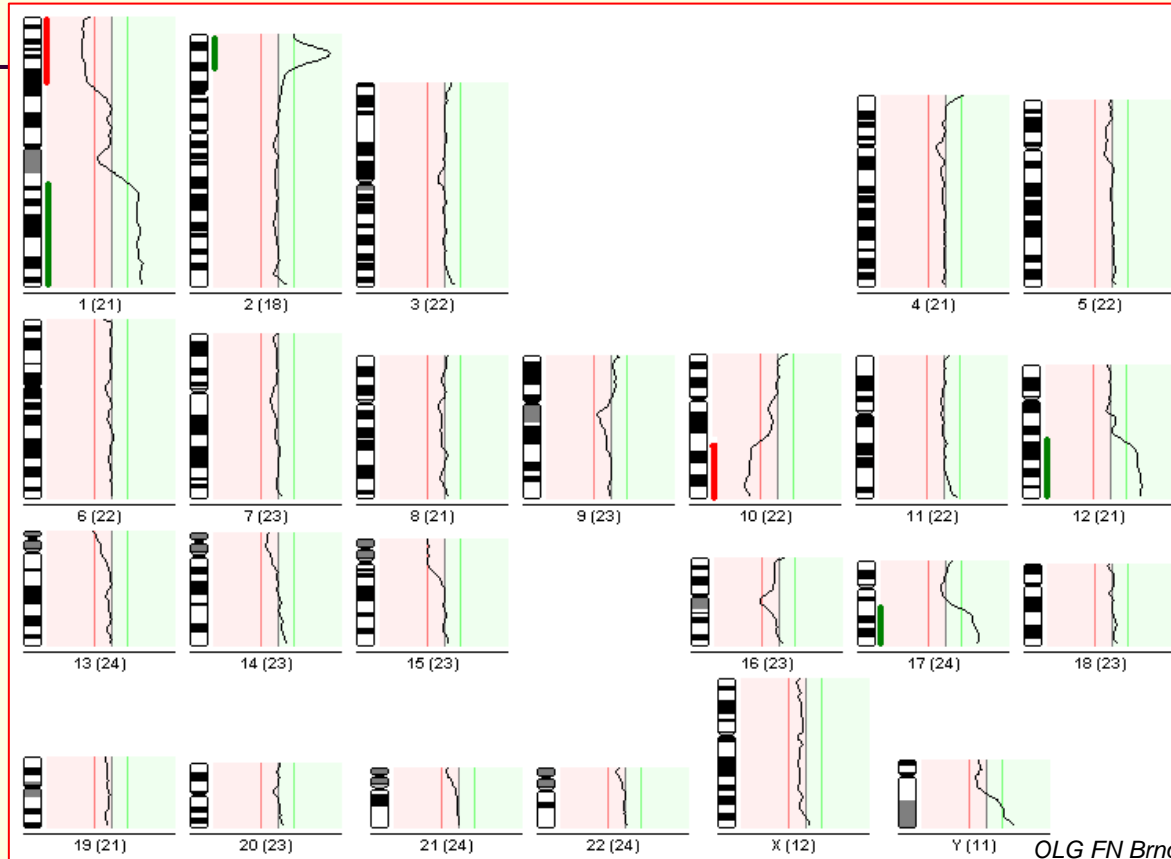 1 (21) 2 (18) 3 (22) 4 (21) 5 (22)
6 (22) 7 (23) 8 (21) 9 (23) 10 (22) 11 (22) 12 (21)
13 (24) 14 (23) 15 (23) 16 (23) 17 (24) 18 (23)
19 (21) 20 (23) 21 (24) 22 (24) X (12) Y (11)
OLG FN Brno